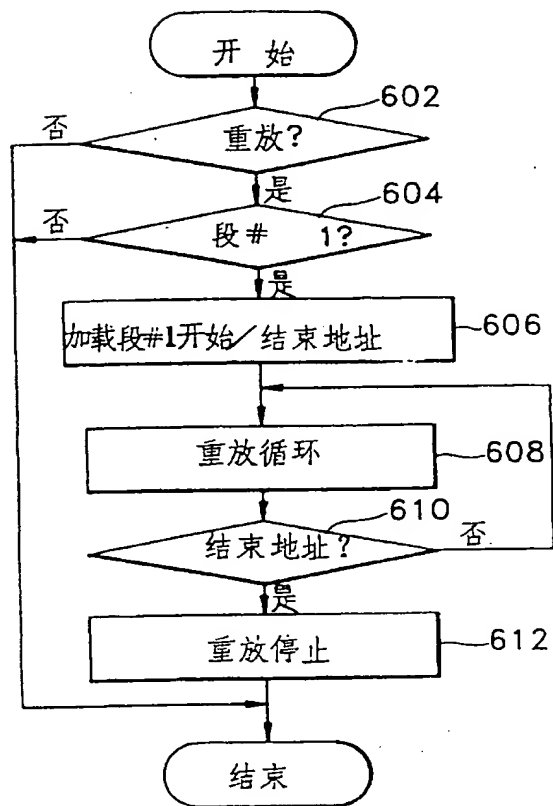 开始
602
否
重放?
是
604
否
段# 1?
是
加载段#1开始/结束地址
606
重放循环
608
610
结束地址?
否
是
重放停止
612
结束